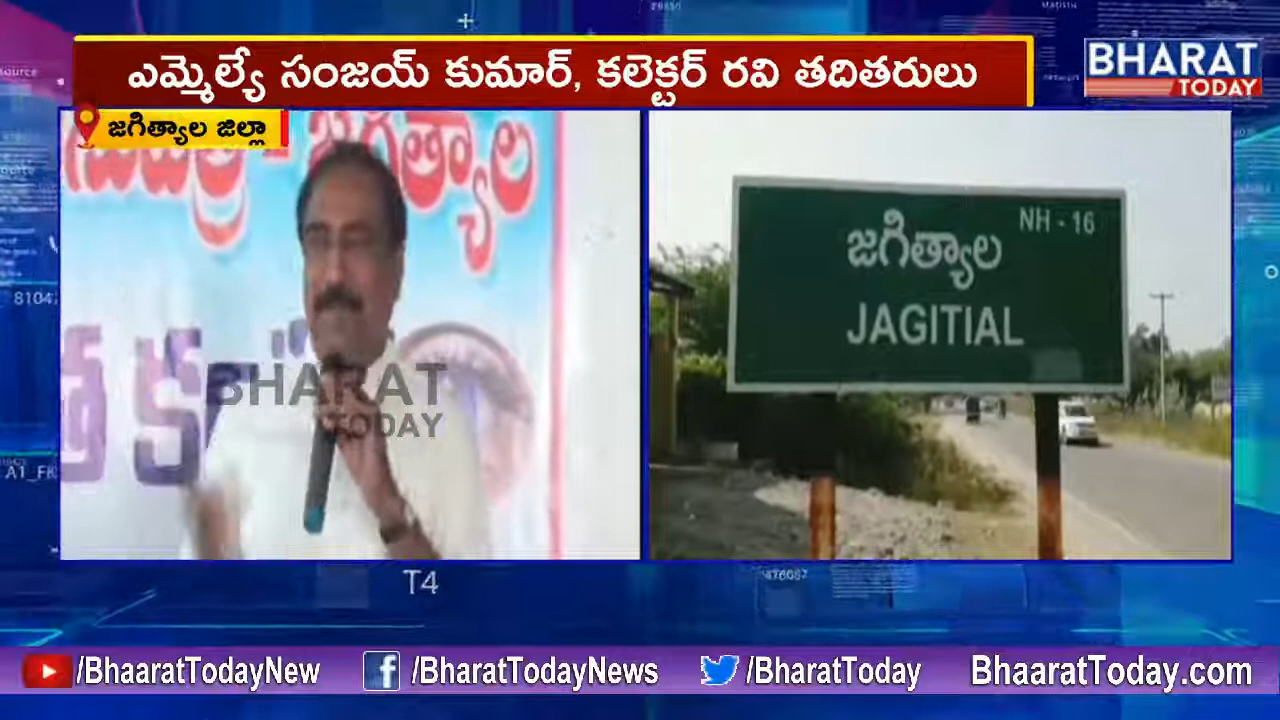 ఎమ్మెల్యే సంజయ్ కుమార్, కలెక్టర్ రవి తదితరులు
BHARAT
TODAY
జగిత్యాల జిల్లా
జగిత్యాల
BHARAT
TODAY
NH - 16
జగిత్యాల
JAGITIAL
T4
/BhaaratTodayNew
/BharatTodayNews
/BharatToday
BhaaratToday.com